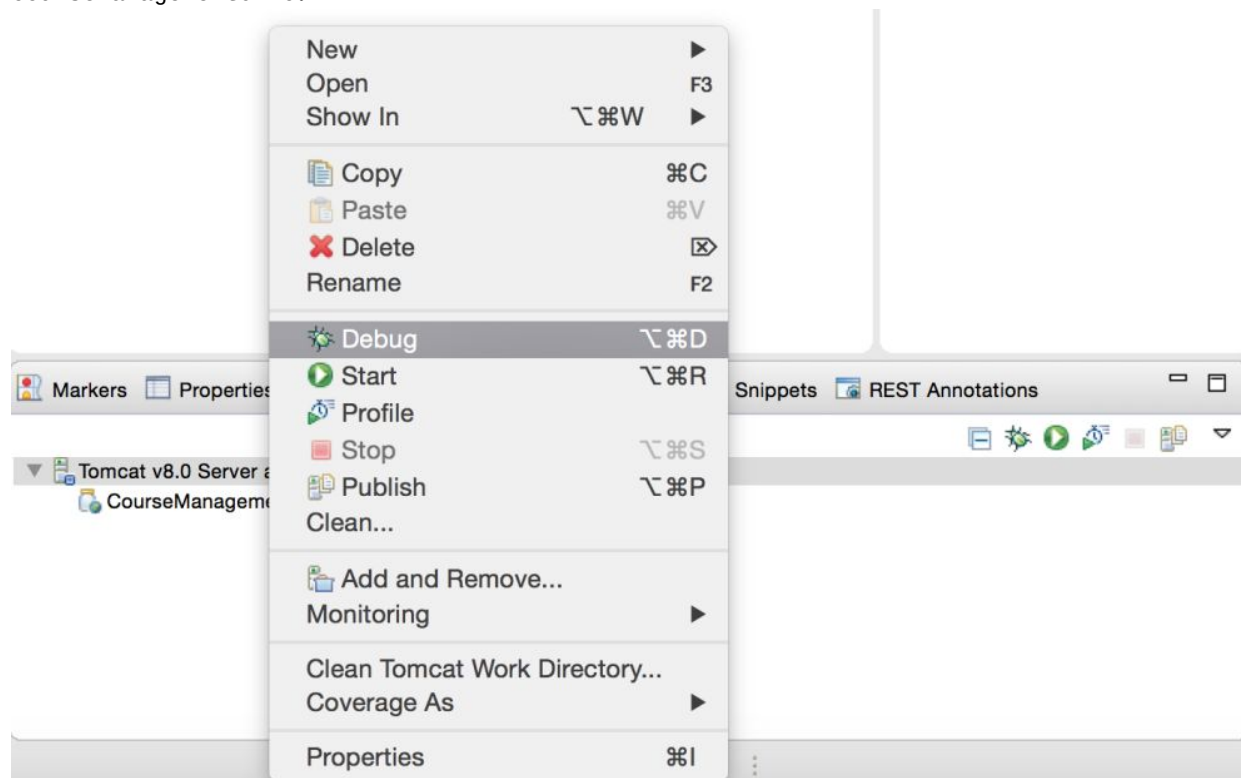 New
Open F3
Show In ⌥⌘W
Copy ⌘C
Paste ⌘V
Delete
Rename F2
Debug ⌥⌘D
Markers Properties Start ⌥⌘R Snippets REST Annotations
Profile
Stop ⌥⌘S
Tomcat v8.0 Server
Publish ⌥⌘P
Clean...
Add and Remove...
Monitoring
Clean Tomcat Work Directory...
Coverage As
Properties ⌘I